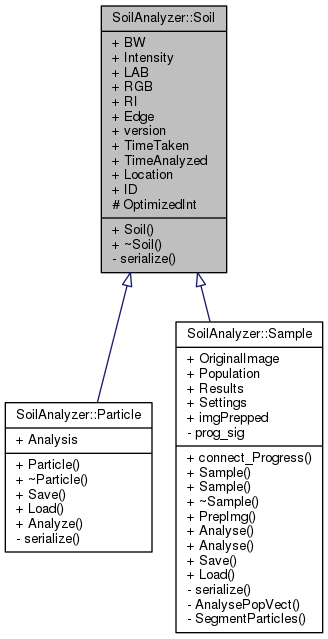 SoilAnalyzer::Soil
+ BW
+ Intensity
+ LAB
+ RGB
+ RI
+ Edge
+ version
+ TimeTaken
+ TimeAnalyzed
+ Location
+ ID
# OptimizedInt
+ Soil()
+ ~Soil()
- serialize()
SoilAnalyzer::Particle
+ Analysis
+ Particle()
+ ~Particle()
+ Save()
+ Load()
+ Analyze()
- serialize()
SoilAnalyzer::Sample
+ OriginalImage
+ Population
+ Results
+ Settings
+ imgPrepped
- prog_sig
+ connect_Progress()
+ Sample()
+ Sample()
+ ~Sample()
+ PrepImg()
+ Analyse()
+ Analyse()
+ Save()
+ Load()
- serialize()
- AnalysePopVect()
- SegmentParticles()